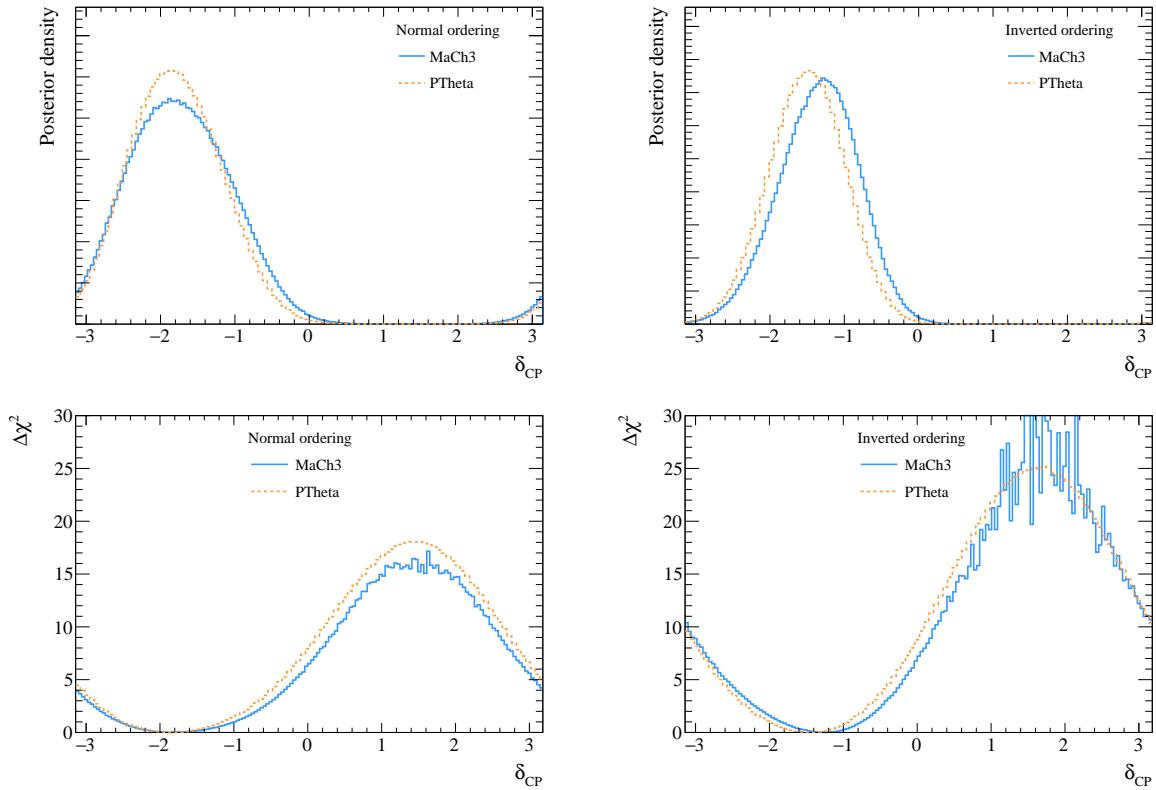 Posterior density
Normal ordering
MaCh3
PTheta
−3 −2 −1 0 1 2 3
δCP
Posterior density
Inverted ordering
MaCh3
PTheta
−3 −2 −1 0 1 2 3
δCP
Δχ²
30
25
20
15
10
5
0
Normal ordering
MaCh3
PTheta
−3 −2 −1 0 1 2 3
δCP
Δχ²
30
25
20
15
10
5
0
Inverted ordering
MaCh3
PTheta
−3 −2 −1 0 1 2 3
δCP